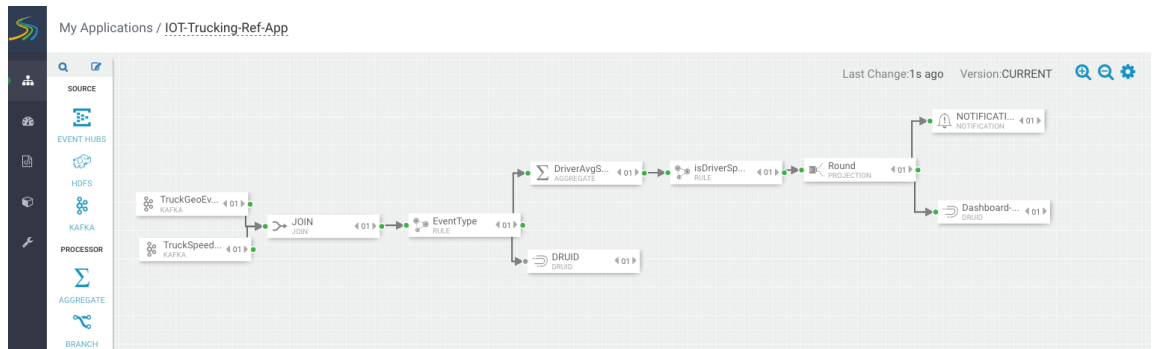 My Applications / IOT-Trucking-Ref-App
Last Change:1s ago Version:CURRENT
SOURCE
EVENT HUBS
HDFS
KAFKA
PROCESSOR
AGGREGATE
BRANCH
TruckGeoEv... 01
KAFKA
TruckSpeed... 01
KAFKA
JOIN 01
JOIN
EventType 01
RULE
DriverAvgS... 01
AGGREGATE
DRUID 01
DRUID
isDriverSp... 01
RULE
Round 01
PROJECTION
NOTIFICATI... 01
NOTIFICATION
Dashboard-... 01
DRUID